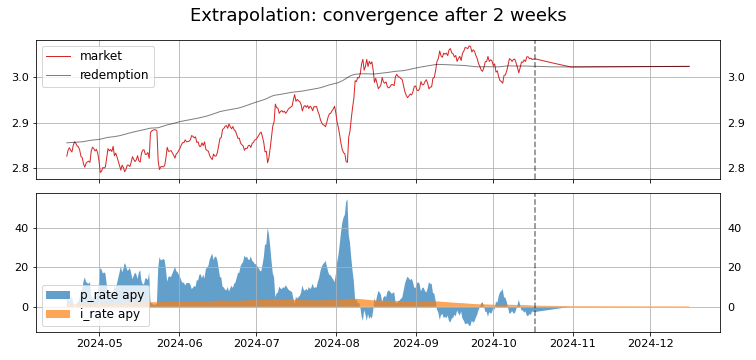 Extrapolation: convergence after 2 weeks
market
redemption
3.0 3.0
2.9 2.9
2.8 2.8
40 40
20 20
0 0
p_rate apy
i_rate apy
2024-05 2024-06 2024-07 2024-08 2024-09 2024-10 2024-11 2024-12